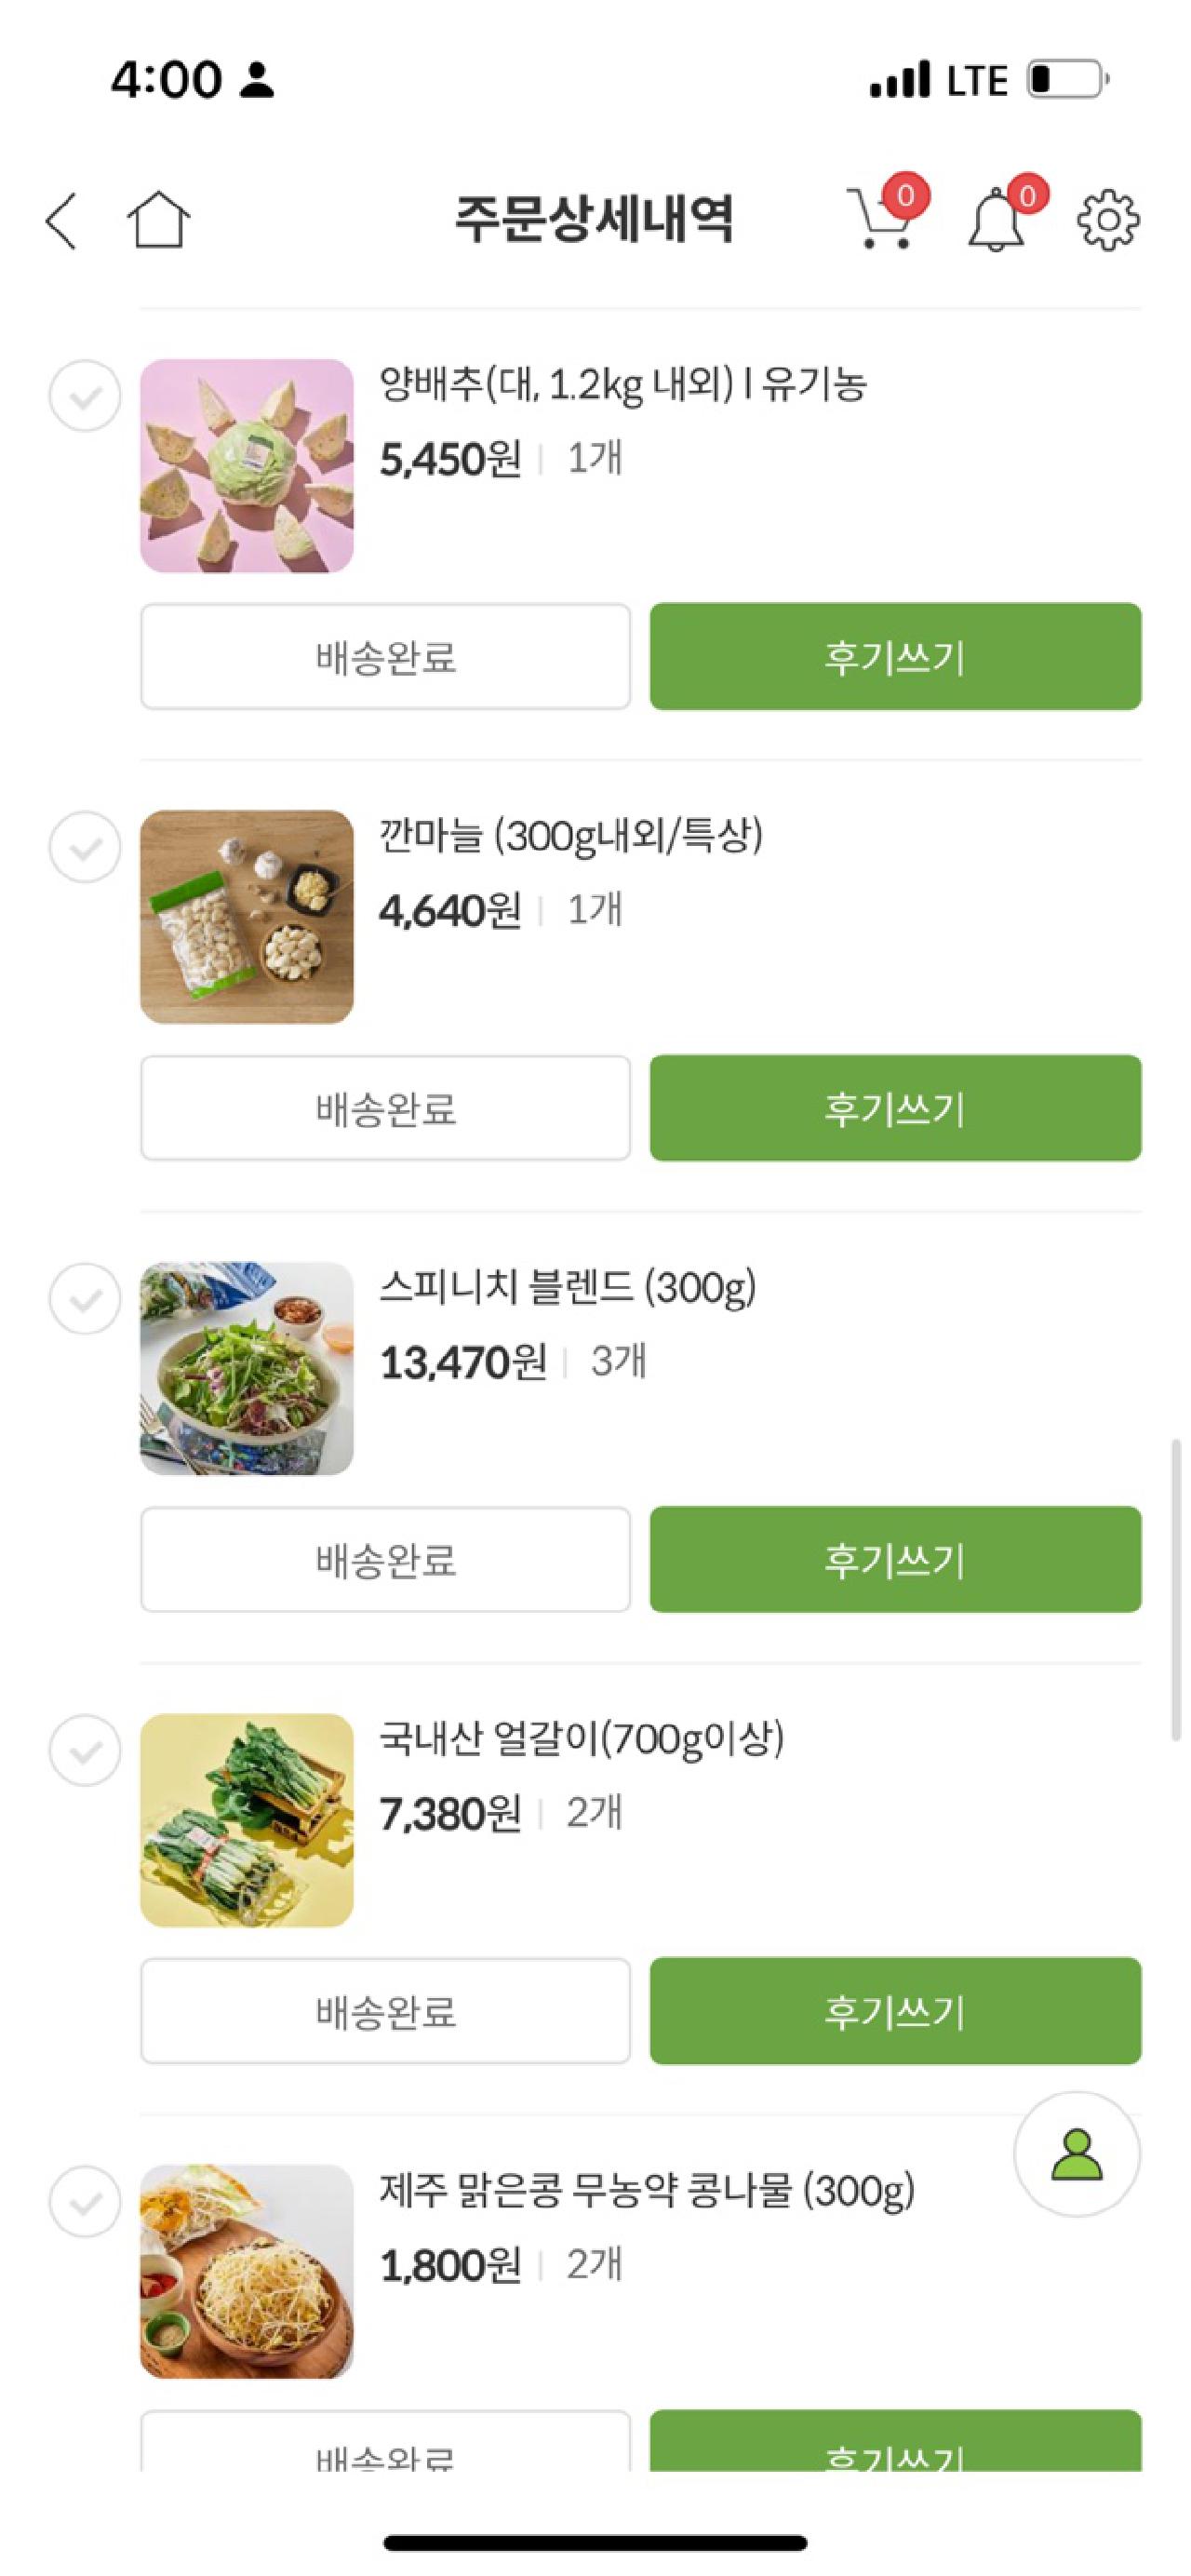 4:00 LTE
주문상세내역 0 0
양배추(대, 1.2kg 내외) I 유기농
5,450원 1개
배송완료 후기쓰기
깐마늘 (300g내외/특상)
4,640원 1개
배송완료 후기쓰기
스피니치 블렌드 (300g)
13,470원 3개
배송완료 후기쓰기
국내산 얼갈이(700g이상)
7,380원 2개
배송완료 후기쓰기
제주 맑은콩 무농약 콩나물 (300g)
1,800원 2개
배송완료 후기쓰기